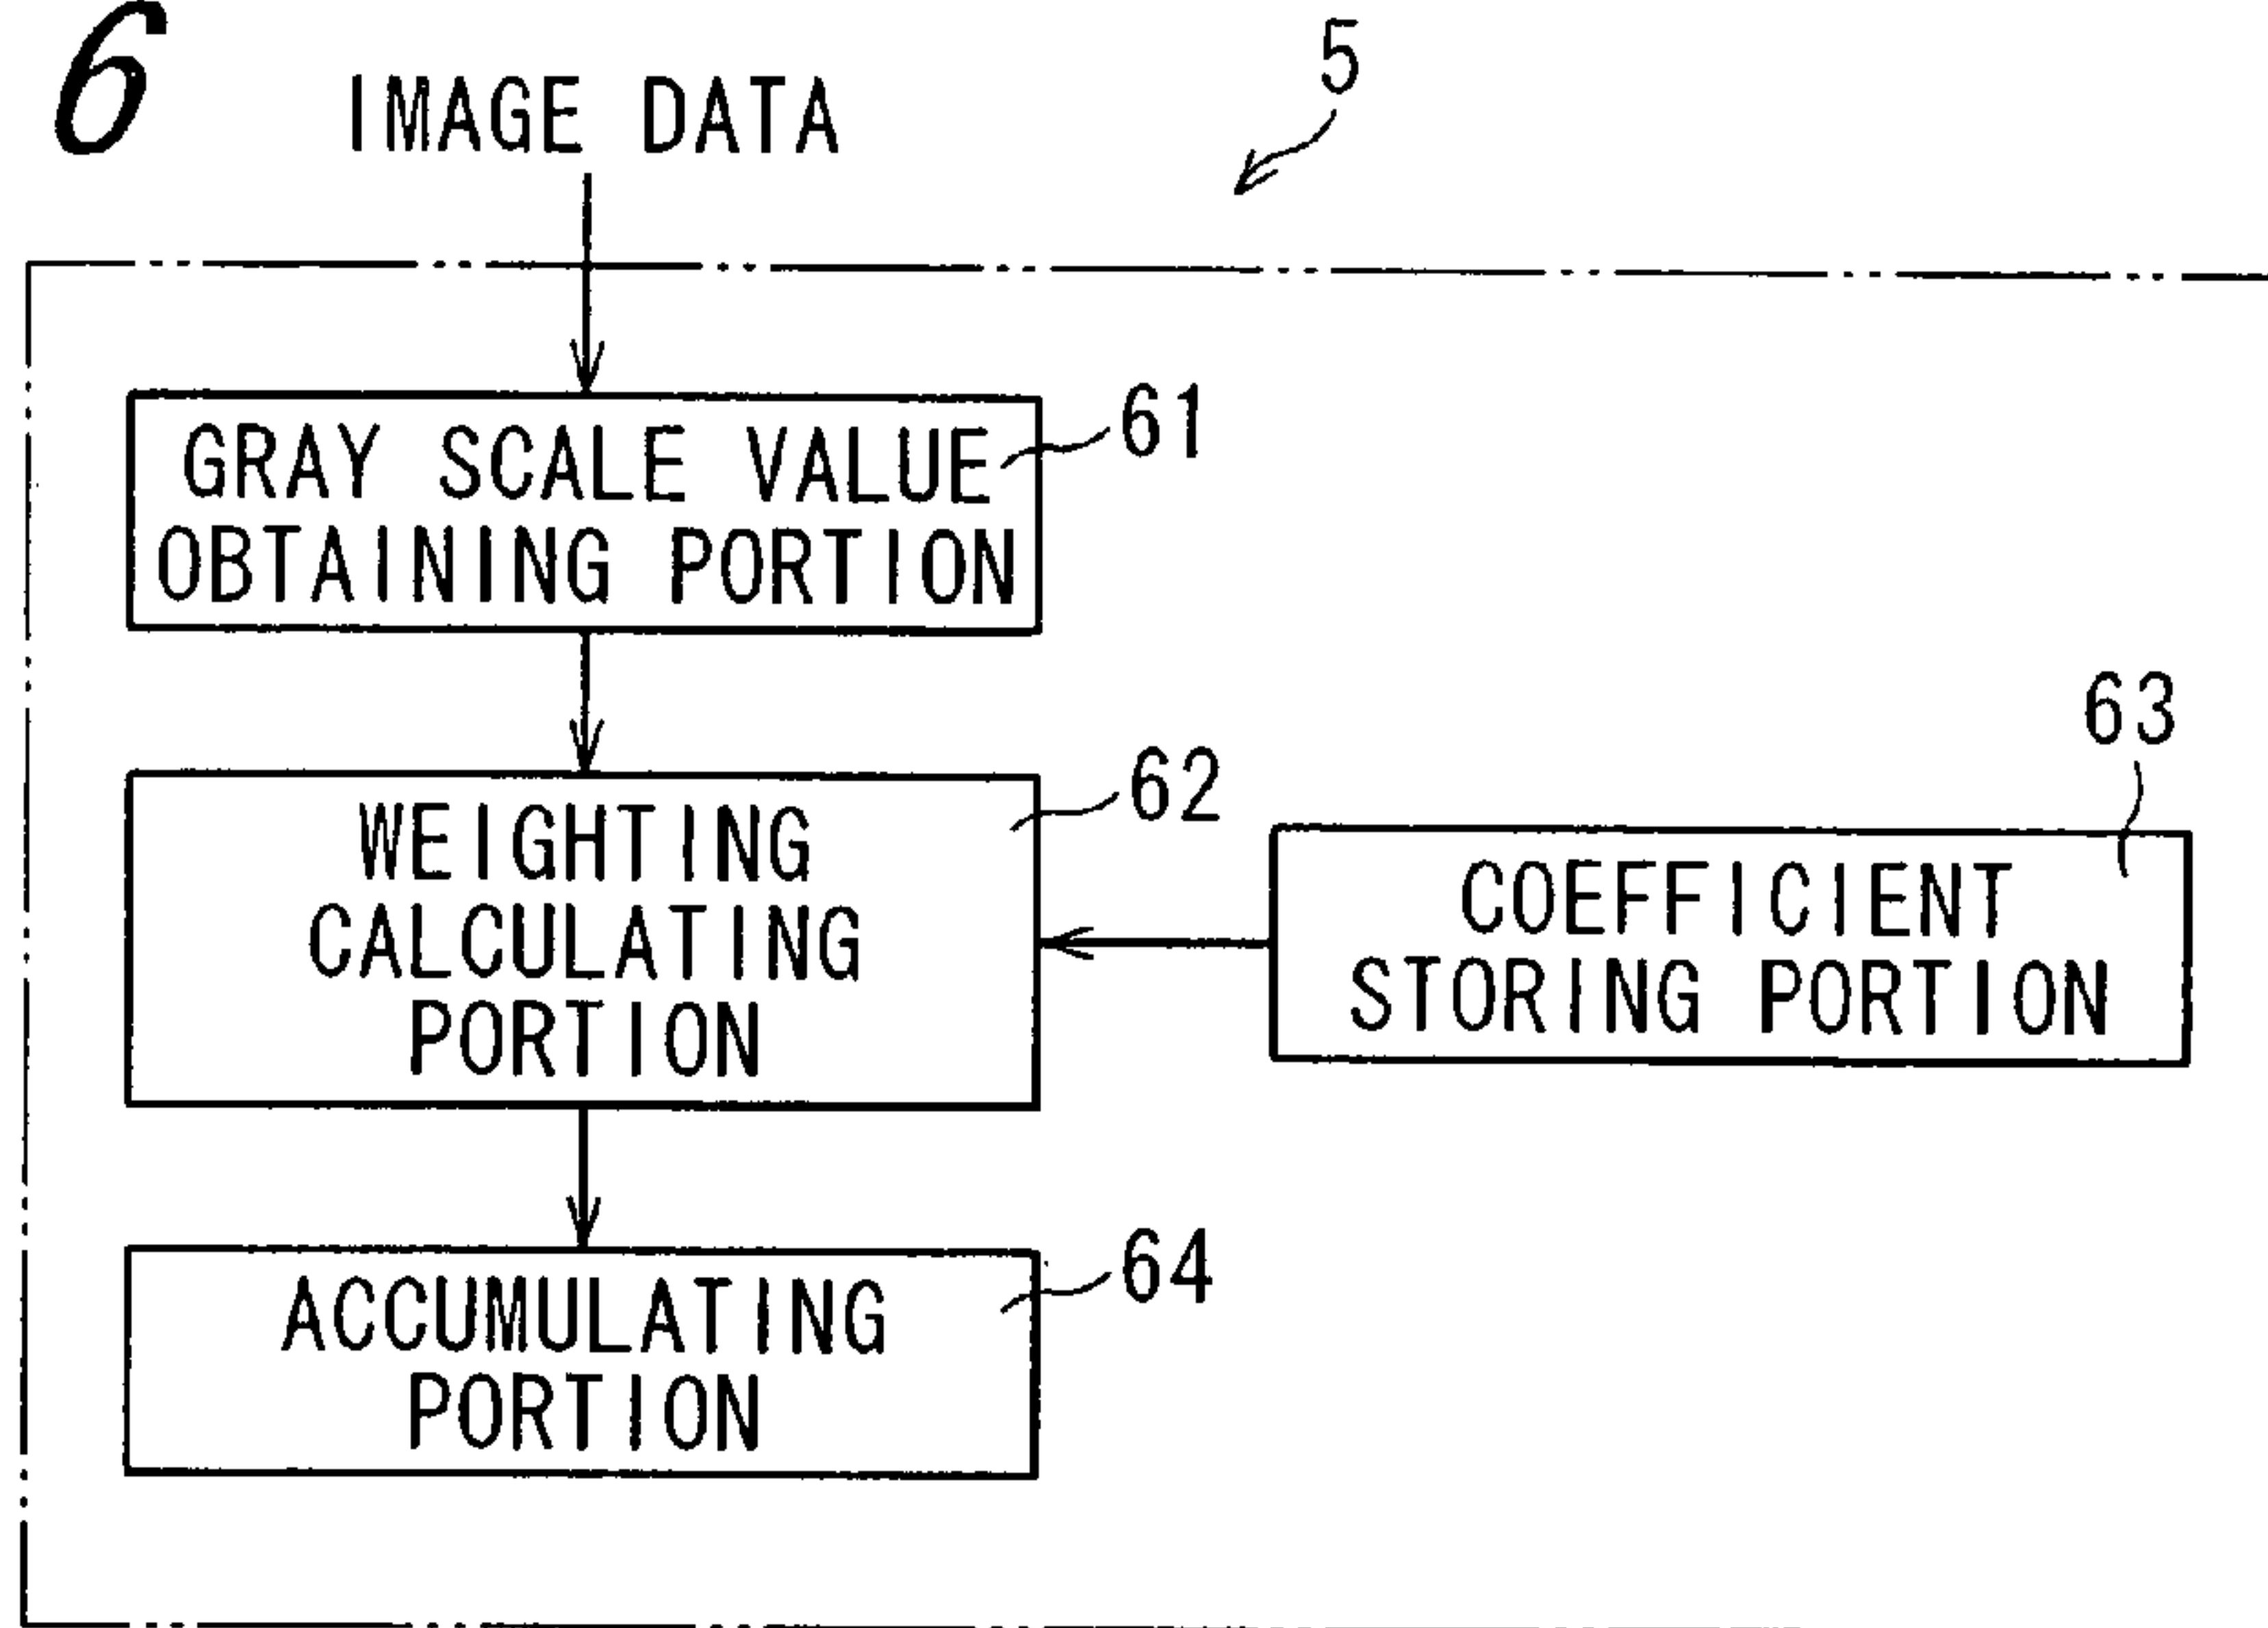 6
IMAGE DATA
5
GRAY SCALE VALUE
OBTAINING PORTION
61
WEIGHTING
CALCULATING
PORTION
62
63
COEFFICIENT
STORING PORTION
ACCUMULATING
PORTION
64